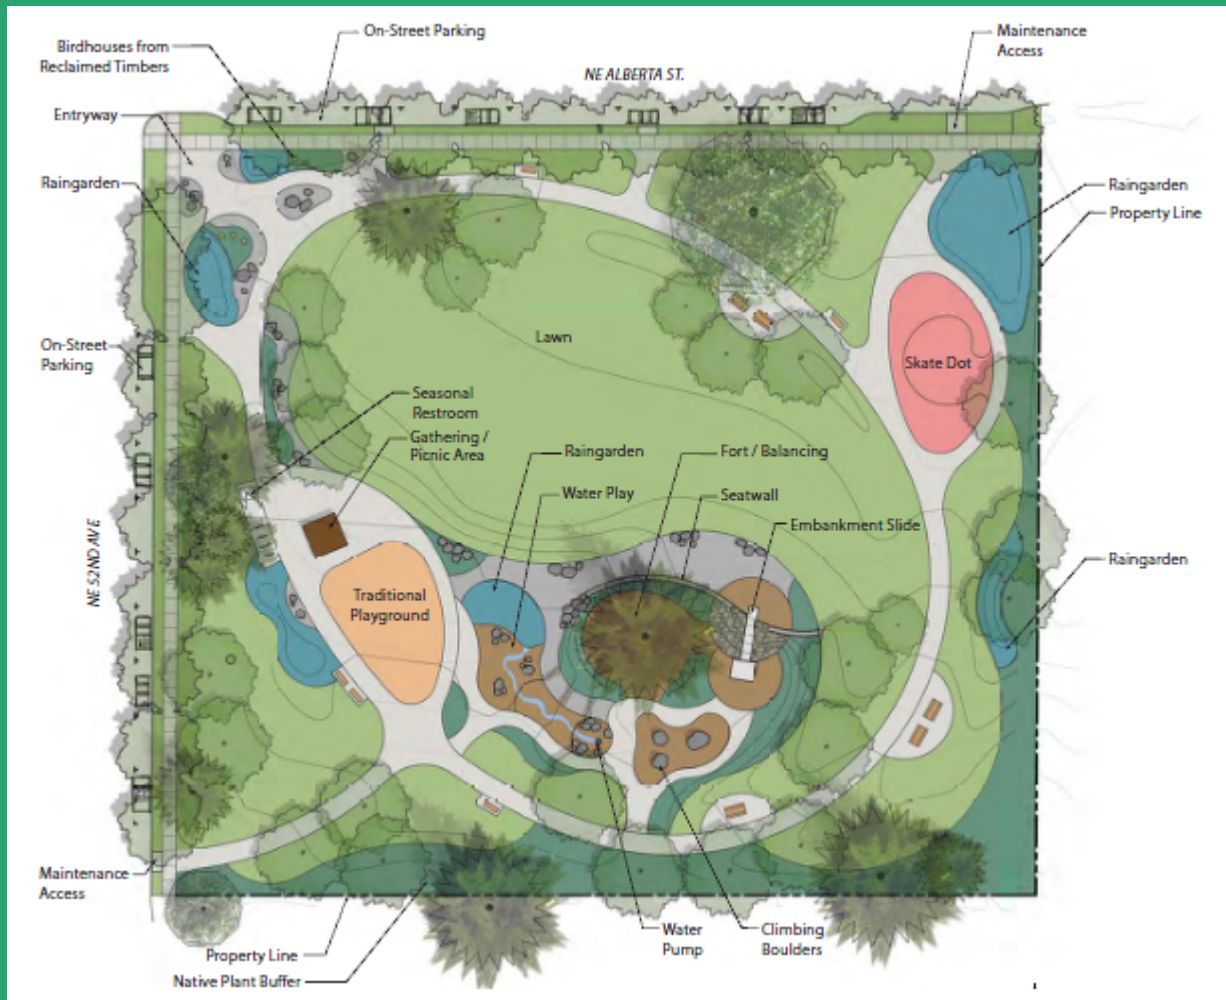 On-Street Parking
Maintenance
Access
Birdhouses from
Reclaimed Timbers
NE ALBERTA ST.
Entryway
Raingarden
Raingarden
Property Line
On-Street
Parking
Lawn
Skate Dot
Seasonal
Restroom
Gathering /
Picnic Area
Raingarden
Fort / Balancing
Water Play
Seatwall
Embankment Slide
NE 52ND AVE
Raingarden
Traditional
Playground
Maintenance
Access
Water
Pump
Climbing
Boulders
Property Line
Native Plant Buffer